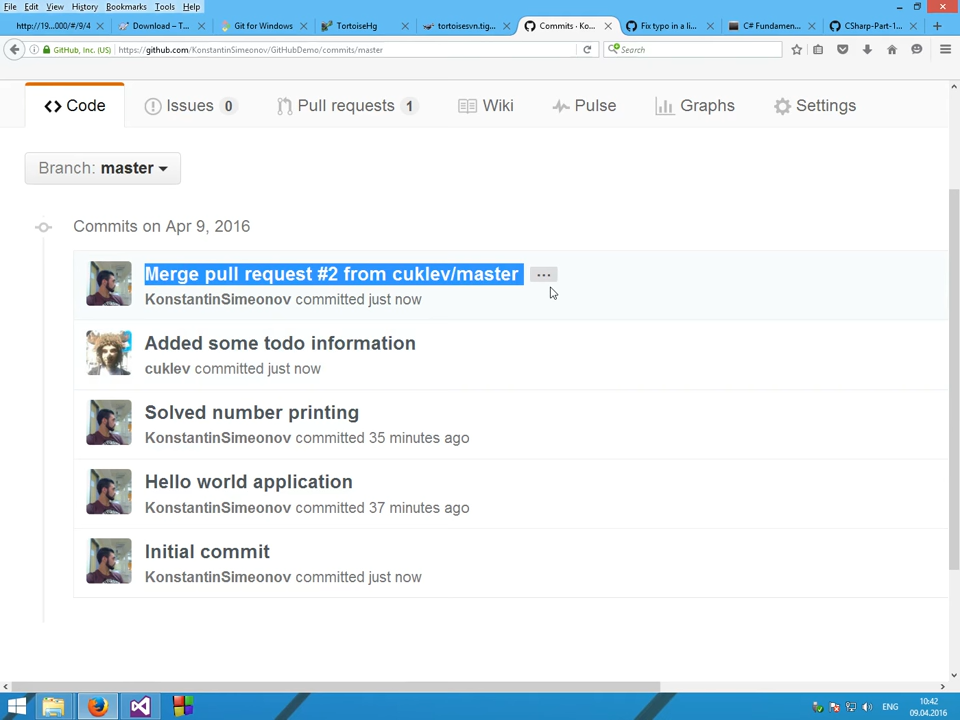 File Edit View History Bookmarks Tools Help
http://19...000/#/9/4 Download – T... Git for Windows TortoiseHg tortoisesvn.tig... Commits · Ko... Fix typo in a li... C# Fundamen... CSharp-Part-1...
GitHub, Inc. (US) https://github.com/KonstantinSimeonov/GitHubDemo/commits/master Search
Code Issues 0 Pull requests 1 Wiki Pulse Graphs Settings
Branch: master
Commits on Apr 9, 2016
Merge pull request #2 from cuklev/master ...
KonstantinSimeonov committed just now
Added some todo information
cuklev committed just now
Solved number printing
KonstantinSimeonov committed 35 minutes ago
Hello world application
KonstantinSimeonov committed 37 minutes ago
Initial commit
KonstantinSimeonov committed just now
ENG 10:42
09.04.2016